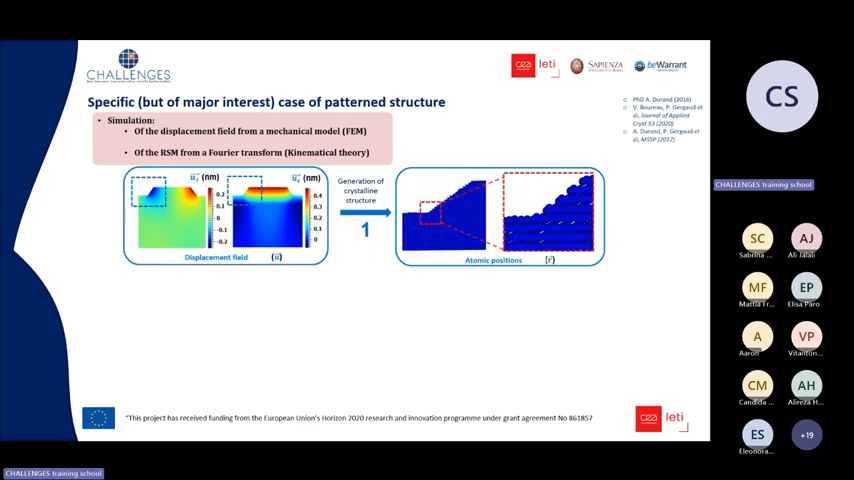 CHALLENGES
cea leti
SAPIENZA
beWarrant
Specific (but of major interest) case of patterned structure
• Simulation:
• Of the displacement field from a mechanical model (FEM)
• Of the RSM from a Fourier transform (Kinematical theory)
PhD A. Durand (2016)
V. Boureau, P. Gergaud et
al, Journal of Applied
Cryst 53 (2020)
A. Durand, P. Gergaud et
al, MSSP (2017)
(nm)
0.2
0.1
0
-0.1
-0.2
(nm)
0.4
0.3
0.2
0.1
0
Displacement field (u)
Generation of
crystalline
structure
1
Atomic positions (r)
"This project has received funding from the European Union's Horizon 2020 research and innovation programme under grant agreement No 861857
cea leti
CS
CHALLENGES training school
SC
Sabrina ...
AJ
Ali Jalali
MF
Mattia Fr...
EP
Elisa Paro
A
Aaron
VP
Vitanton...
CM
Candida ...
AH
Alireza H...
ES
Eleonora...
+19
CHALLENGES training school